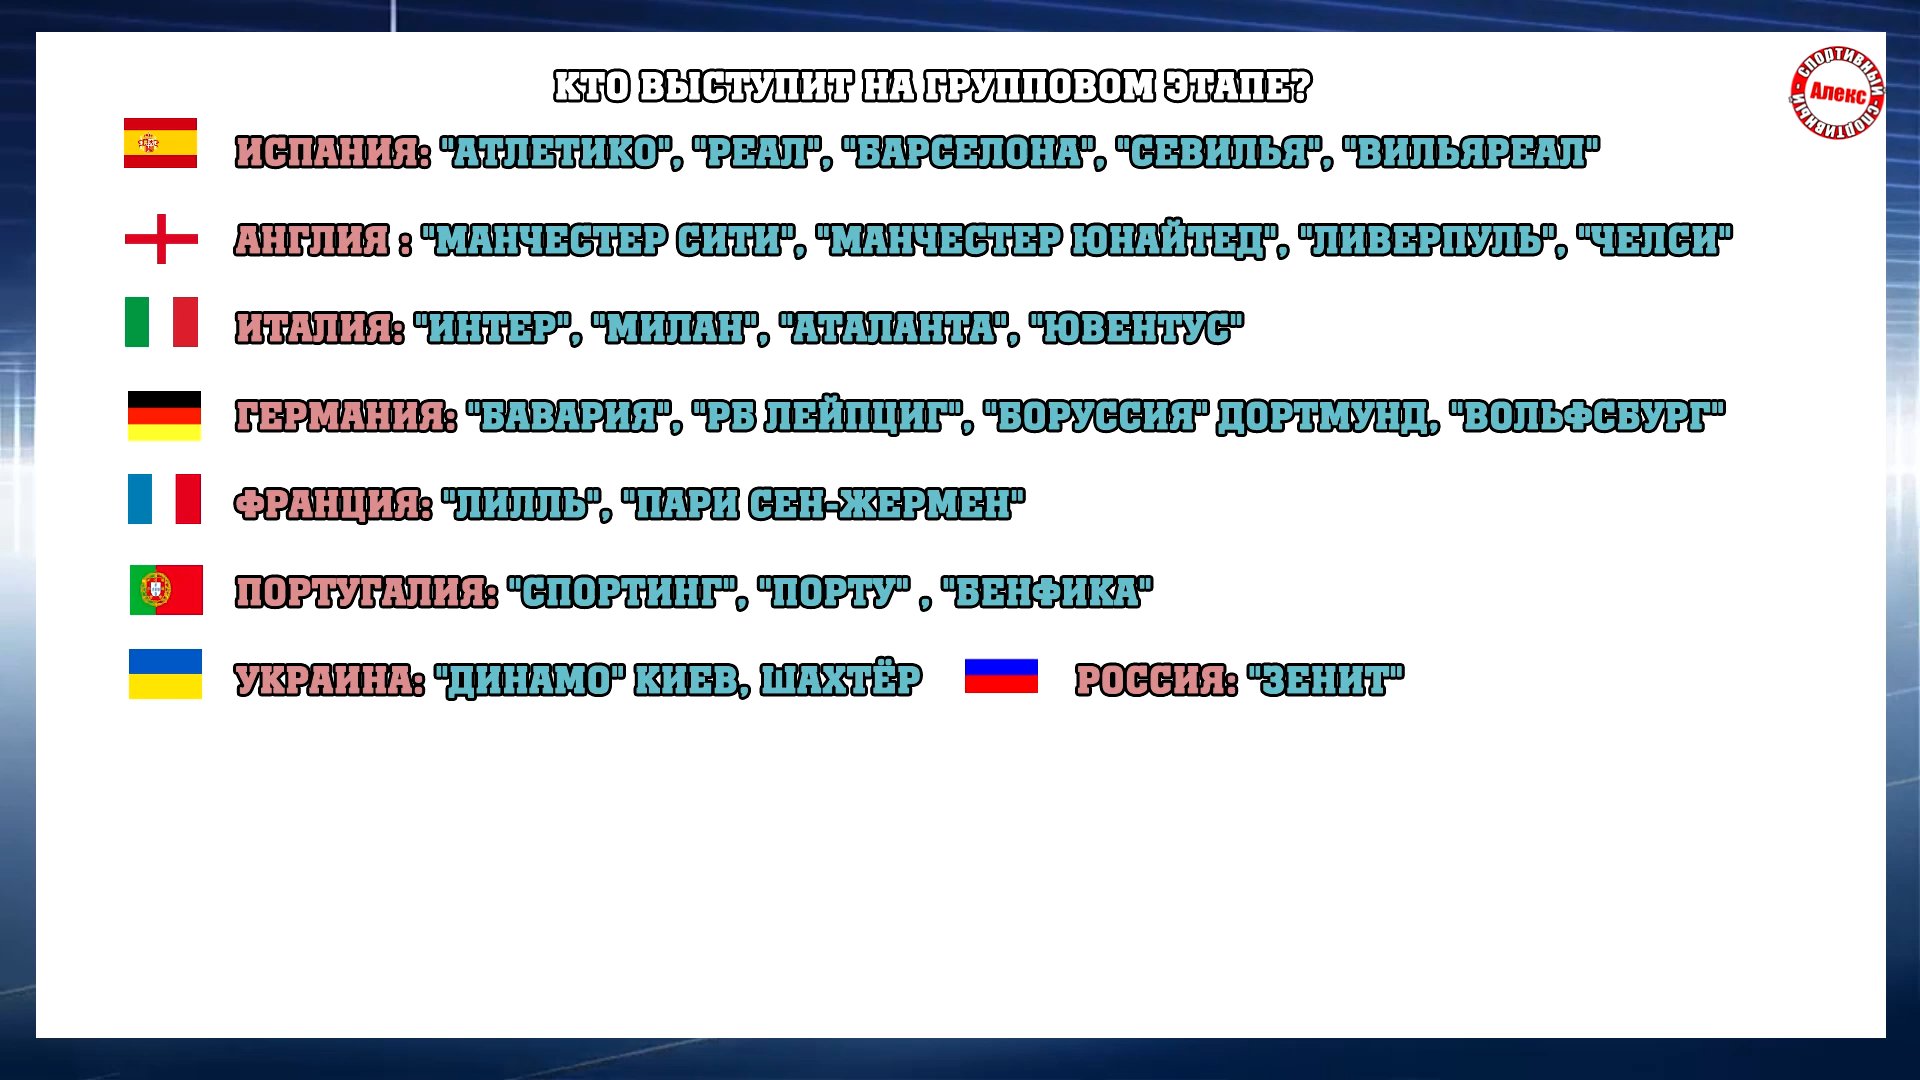 КТО ВЫСТУПИТ НА ГРУППОВОМ ЭТАПЕ?
СПОРТИВНЫЙ СПОРТИВНЫЙ
Алекс
ИСПАНИЯ: "АТЛЕТИКО", "РЕАЛ", "БАРСЕЛОНА", "СЕВИЛЬЯ", "ВИЛЬЯРЕАЛ"
АНГЛИЯ : "МАНЧЕСТЕР СИТИ", "МАНЧЕСТЕР ЮНАЙТЕД", "ЛИВЕРПУЛЬ", "ЧЕЛСИ"
ИТАЛИЯ: "ИНТЕР", "МИЛАН", "АТАЛАНТА", "ЮВЕНТУС"
ГЕРМАНИЯ: "БАВАРИЯ", "РБ ЛЕЙПЦИГ", "БОРУССИЯ" ДОРТМУНД, "ВОЛЬФСБУРГ"
ФРАНЦИЯ: "ЛИЛЛЬ", "ПАРИ СЕН-ЖЕРМЕН"
ПОРТУГАЛИЯ: "СПОРТИНГ", "ПОРТУ" , "БЕНФИКА"
УКРАИНА: "ДИНАМО" КИЕВ, ШАХТЁР
РОССИЯ: "ЗЕНИТ"